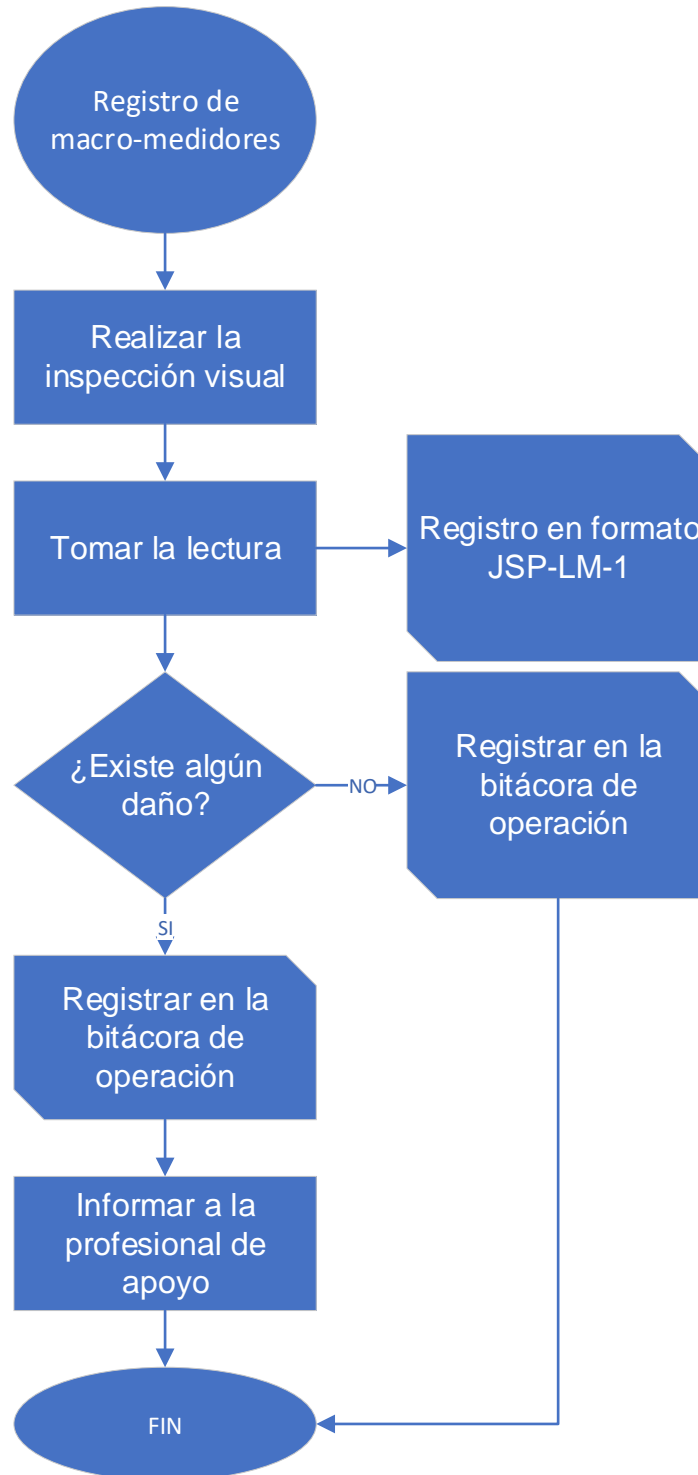 Registro de
macro-medidores
Realizar la
inspección visual
Tomar la lectura
Registro en formato
JSP-LM-1
¿Existe algún
daño?
NO
Registrar en la
bitácora de
operación
SI
Registrar en la
bitácora de
operación
Informar a la
profesional de
apoyo
FIN